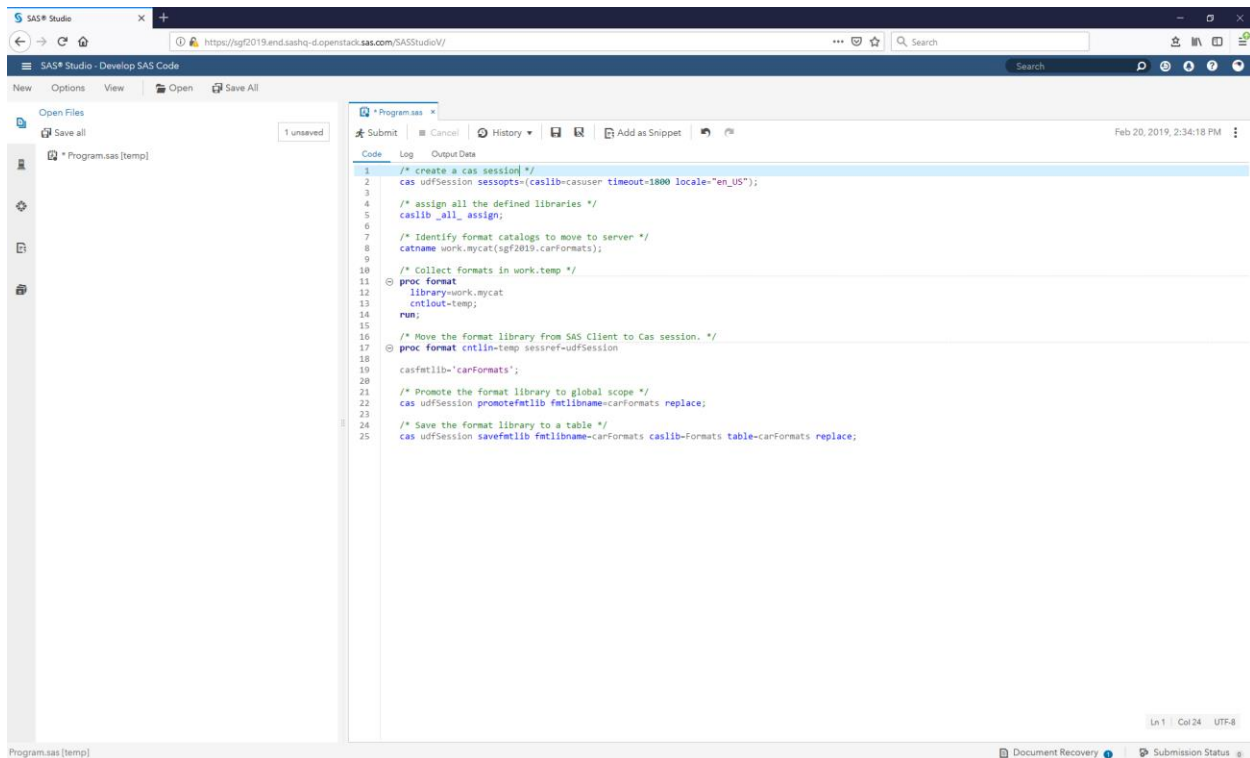 SAS® Studio
https://sgf2019.end.sashq-d.openstack.sas.com/SASStudioV/
Search
SAS® Studio - Develop SAS Code
Search
New Options View Open Save All
Open Files
Save all 1 unsaved
* Program.sas [temp]
* Program.sas
Submit Cancel History Add as Snippet Feb 20, 2019, 2:34:18 PM
Code Log Output Data
1 /* create a cas session */
2 cas udfSession sessopts=(caslib=casuser timeout=1800 locale="en_US");
3
4 /* assign all the defined libraries */
5 caslib _all_ assign;
6
7 /* Identify format catalogs to move to server */
8 catname work.mycat(sgf2019.carFormats);
9
10 /* Collect formats in work.temp */
11 proc format
12 library=work.mycat
13 cntlout=temp;
14 run;
15
16 /* Move the format library from SAS Client to Cas session. */
17 proc format cntlin=temp sessref=udfSession
18
19 casfmtlib='carFormats';
20
21 /* Promote the format library to global scope */
22 cas udfSession promotefmtlib fmtlibname=carFormats replace;
23
24 /* Save the format library to a table */
25 cas udfSession savefmtlib fmtlibname=carFormats caslib=Formats table=carFormats replace;
Ln 1 Col 24 UTF-8
Program.sas [temp] Document Recovery 1 Submission Status 0